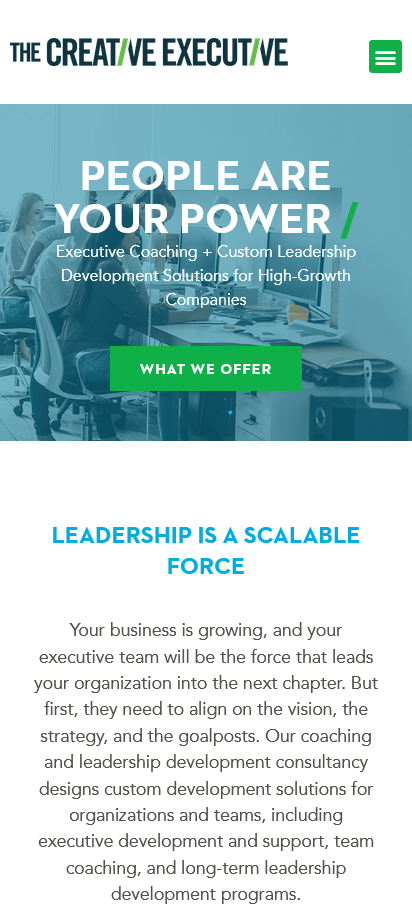 THE CREATIVE EXECUTIVE
PEOPLE ARE
YOUR POWER /
Executive Coaching + Custom Leadership
Development Solutions for High-Growth
Companies
WHAT WE OFFER
LEADERSHIP IS A SCALABLE
FORCE
Your business is growing, and your
executive team will be the force that leads
your organization into the next chapter. But
first, they need to align on the vision, the
strategy, and the goalposts. Our coaching
and leadership development consultancy
designs custom development solutions for
organizations and teams, including
executive development and support, team
coaching, and long-term leadership
development programs.